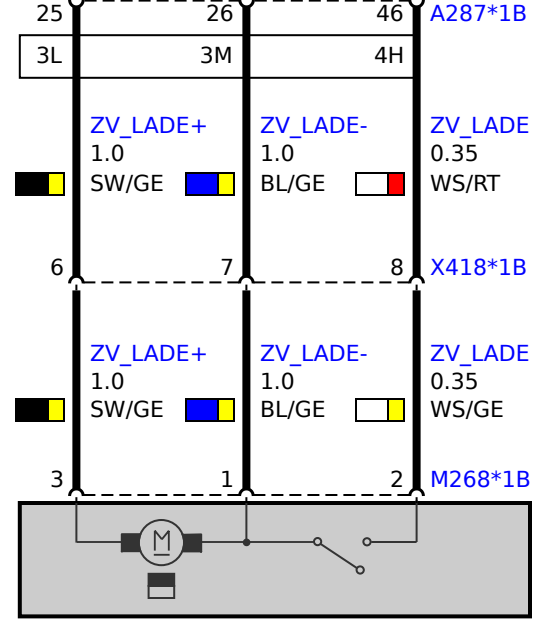 25 26 46 A287*1B
3L 3M 4H
ZV_LADE+ ZV_LADE- ZV_LADE
1.0 1.0 0.35
SW/GE BL/GE WS/RT
6 7 8 X418*1B
ZV_LADE+ ZV_LADE- ZV_LADE
1.0 1.0 0.35
SW/GE BL/GE WS/GE
3 1 2 M268*1B
M